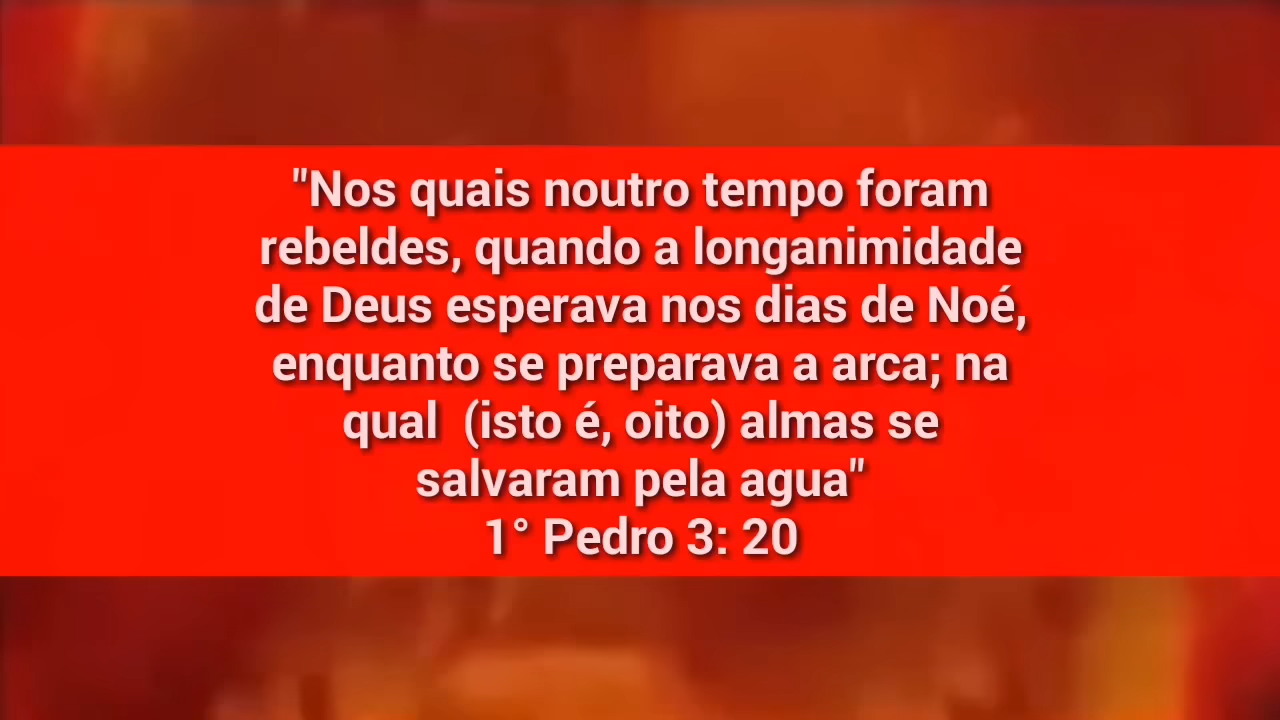 "Nos quais noutro tempo foram
rebeldes, quando a longanimidade
de Deus esperava nos dias de Noé,
enquanto se preparava a arca; na
qual  (isto é, oito) almas se
salvaram pela agua"
1° Pedro 3: 20